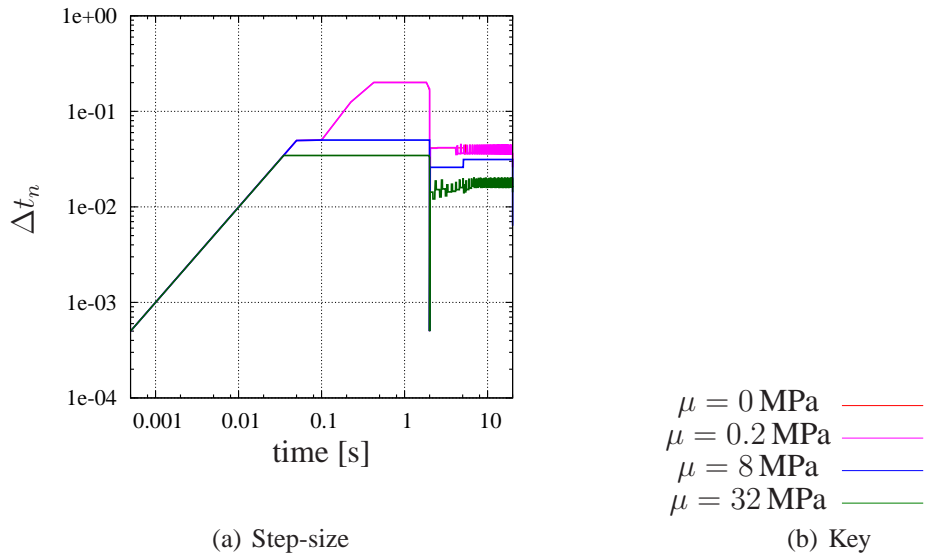 1e+00
1e-01
1e-02
1e-03
1e-04
Δt_n
0.001 0.01 0.1 1 10
time [s]
μ = 0 MPa
μ = 0.2 MPa
μ = 8 MPa
μ = 32 MPa
(a) Step-size
(b) Key